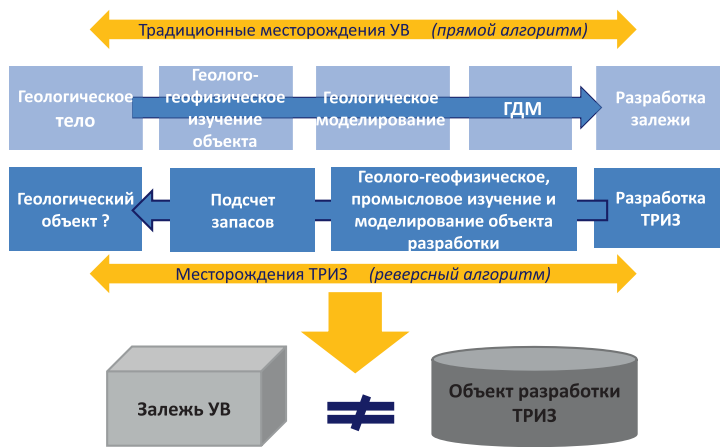 Традиционные месторождения УВ (прямой алгоритм)
Геологическое
тело
Геолого-
геофизическое
изучение
объекта
Геологическое
моделирование
ГДМ
Разработка
залежи
Геологический
объект ?
Подсчет
запасов
Геолого-геофизическое,
промысловое изучение и
моделирование объекта
разработки
Разработка
ТРИЗ
Месторождения ТРИЗ (реверсный алгоритм)
Залежь УВ
≠
Объект разработки
ТРИЗ